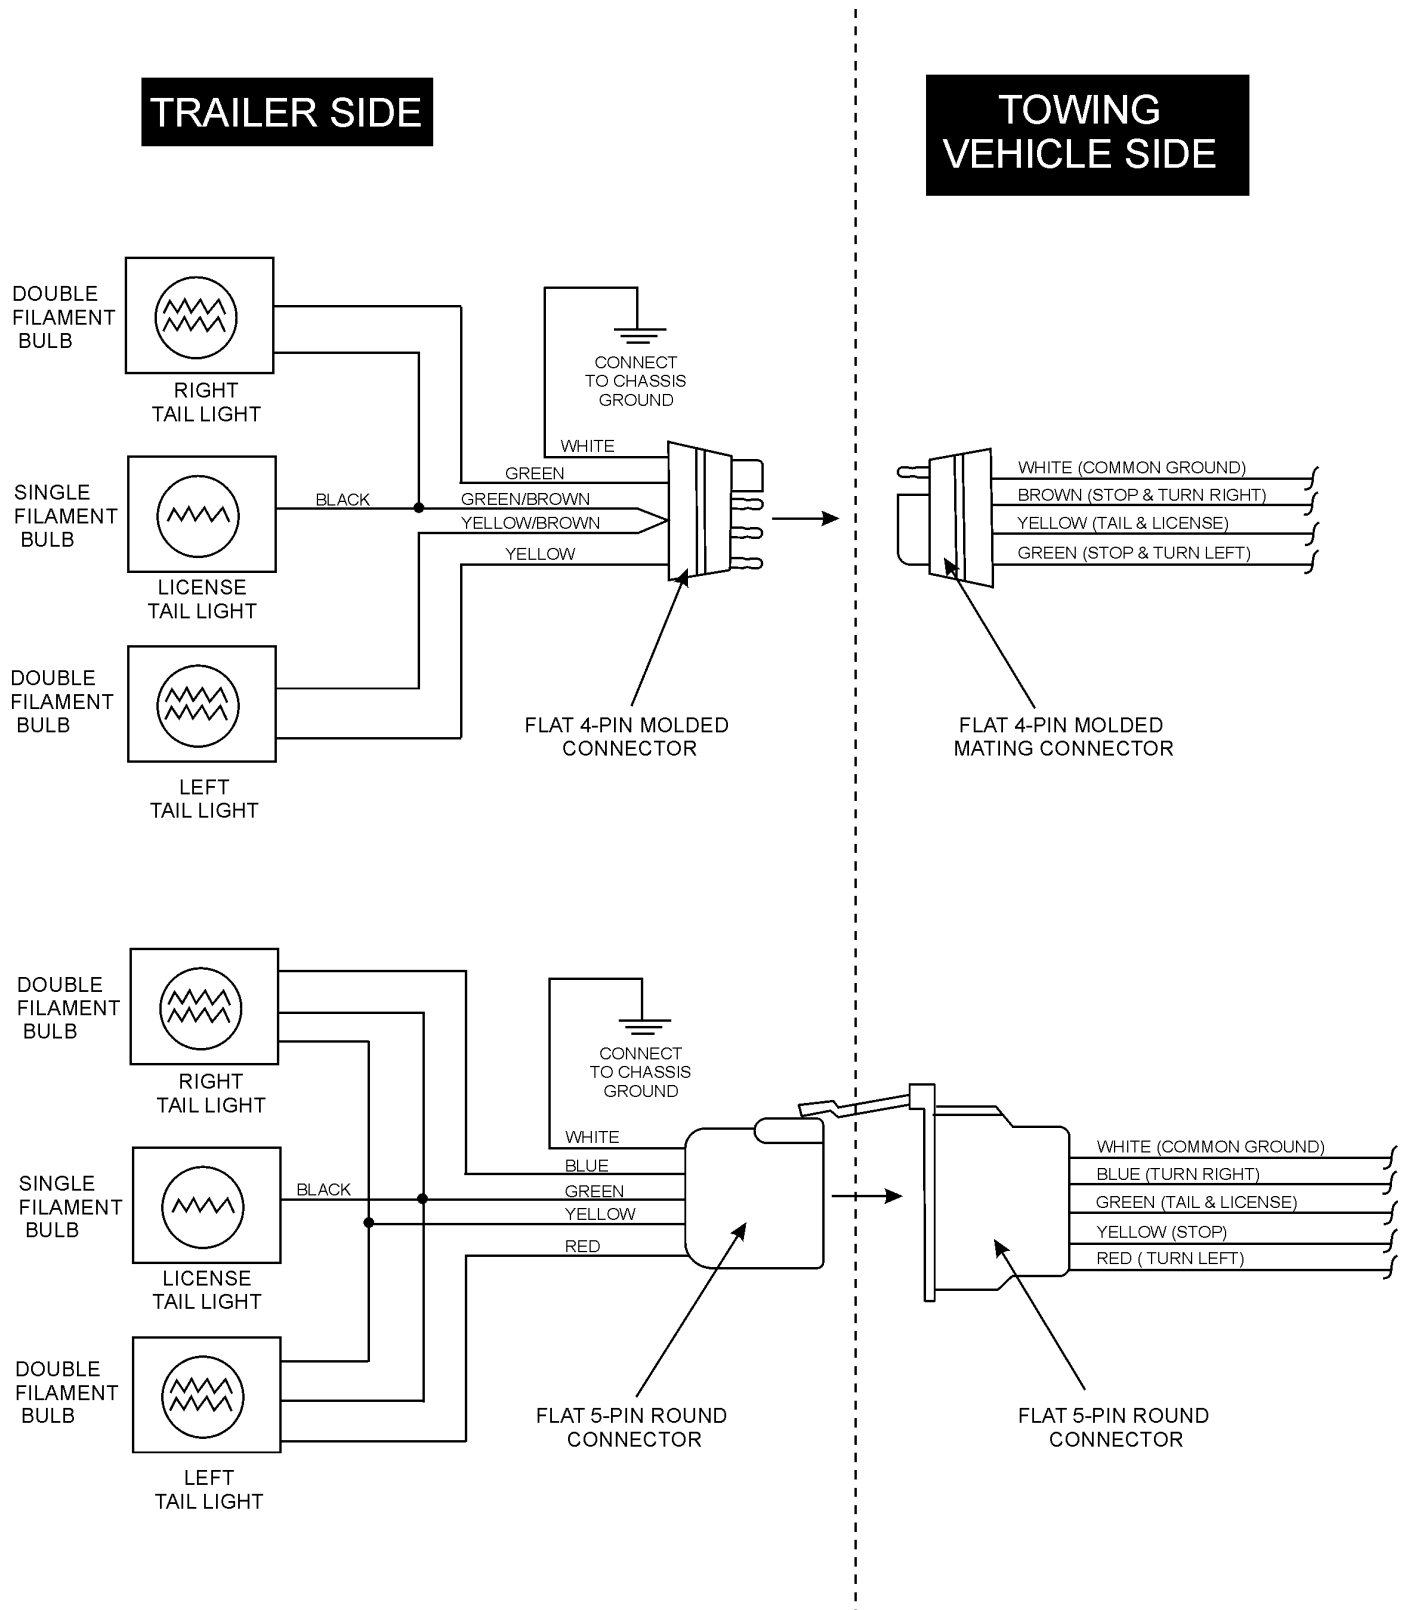 TRAILER SIDE
TOWING
VEHICLE SIDE
DOUBLE
FILAMENT
BULB
RIGHT
TAIL LIGHT
CONNECT
TO CHASSIS
GROUND
WHITE
GREEN
SINGLE
FILAMENT
BULB
BLACK
GREEN/BROWN
YELLOW/BROWN
YELLOW
LICENSE
TAIL LIGHT
WHITE (COMMON GROUND)
BROWN (STOP & TURN RIGHT)
YELLOW (TAIL & LICENSE)
GREEN (STOP & TURN LEFT)
DOUBLE
FILAMENT
BULB
LEFT
TAIL LIGHT
FLAT 4-PIN MOLDED
CONNECTOR
FLAT 4-PIN MOLDED
MATING CONNECTOR
DOUBLE
FILAMENT
BULB
RIGHT
TAIL LIGHT
CONNECT
TO CHASSIS
GROUND
WHITE
BLUE
SINGLE
FILAMENT
BULB
BLACK
GREEN
YELLOW
RED
LICENSE
TAIL LIGHT
WHITE (COMMON GROUND)
BLUE (TURN RIGHT)
GREEN (TAIL & LICENSE)
YELLOW (STOP)
RED ( TURN LEFT)
DOUBLE
FILAMENT
BULB
LEFT
TAIL LIGHT
FLAT 5-PIN ROUND
CONNECTOR
FLAT 5-PIN ROUND
CONNECTOR